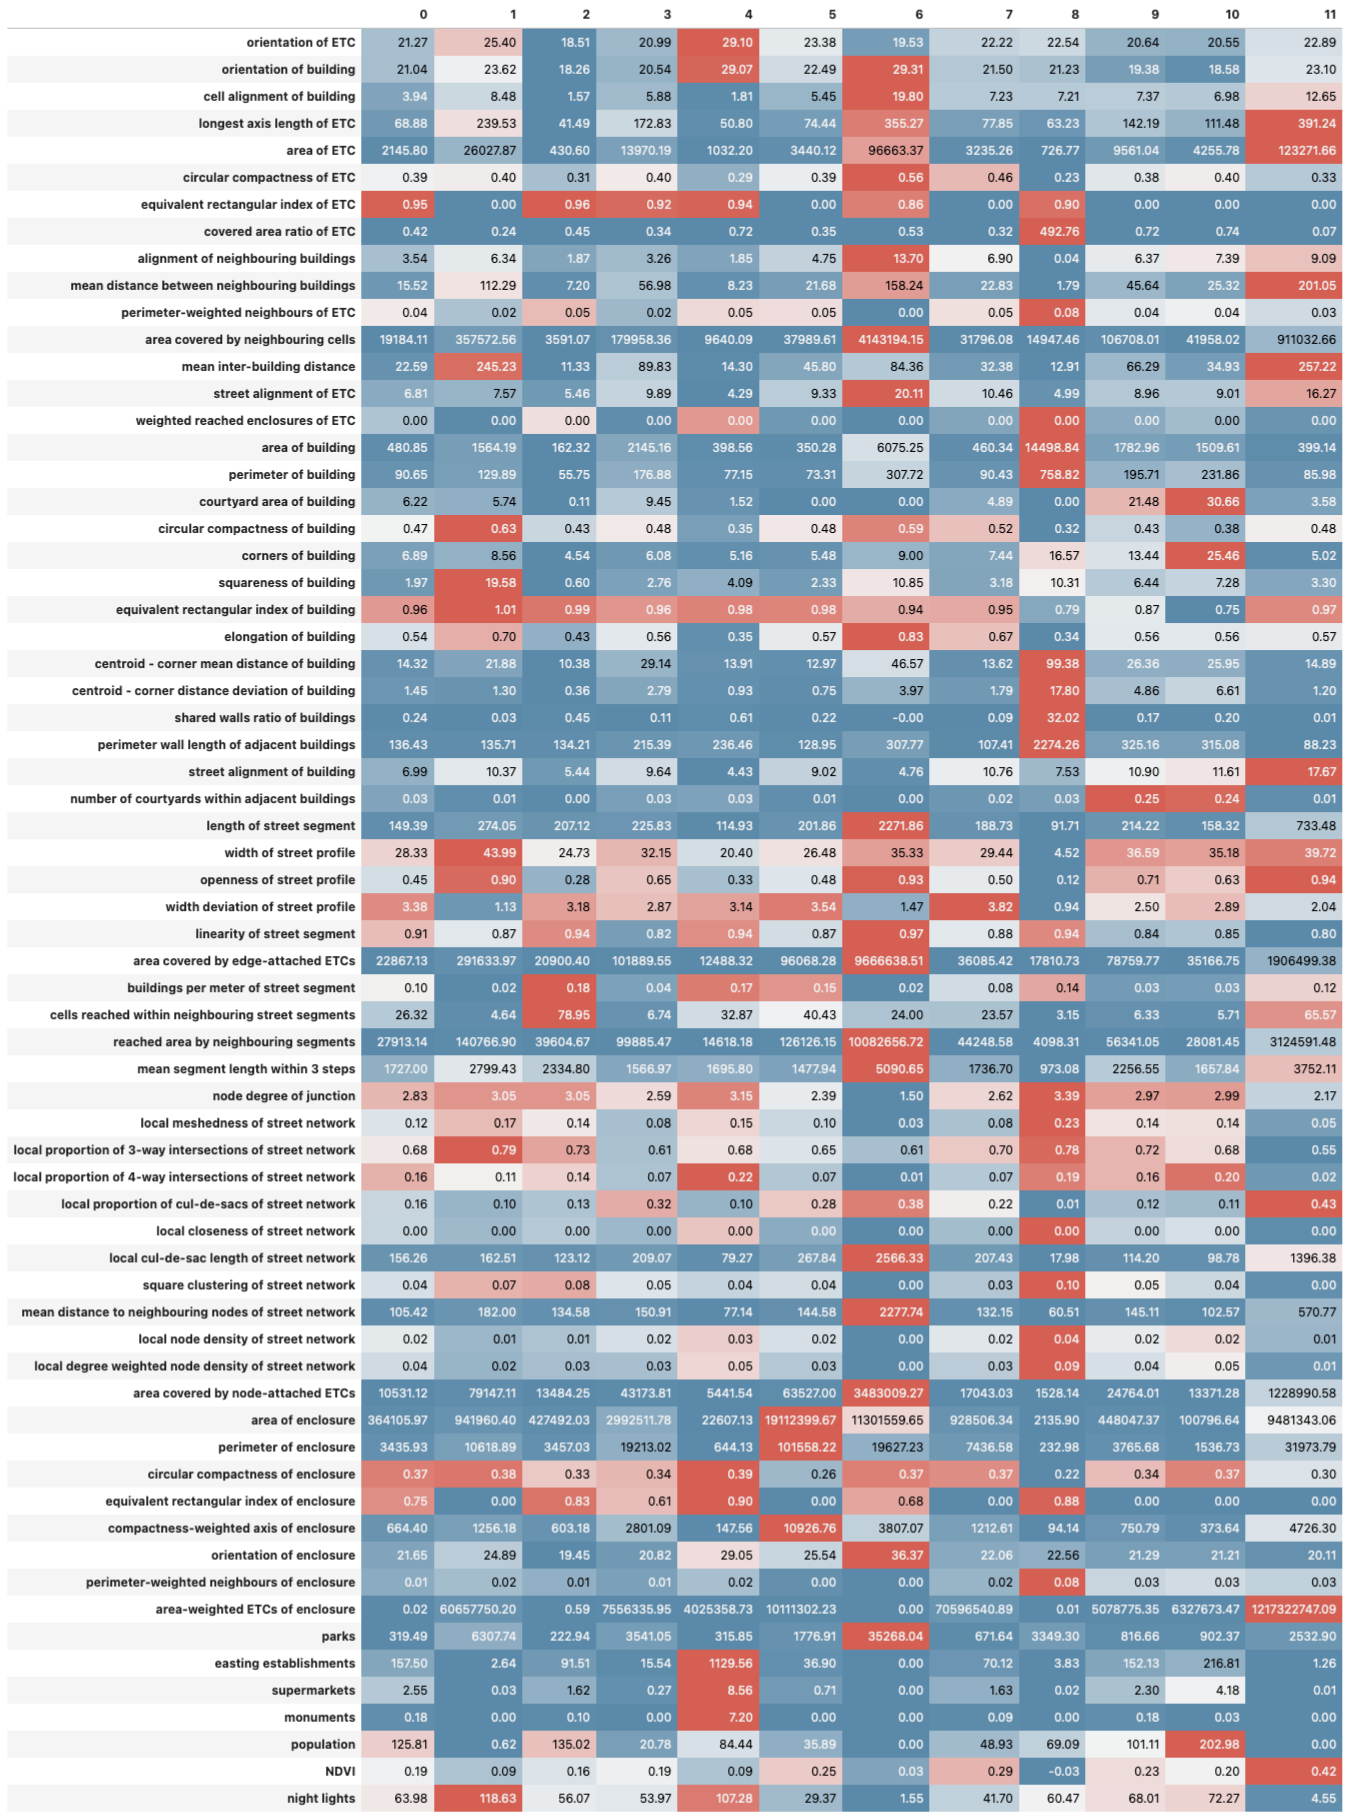 0 1 2 3 4 5 6 7 8 9 10 11
orientation of ETC 21.27 25.40 18.51 20.99 29.10 23.38 19.53 22.22 22.54 20.64 20.55 22.89
orientation of building 21.04 23.62 18.26 20.54 29.07 22.49 29.31 21.50 21.23 19.38 18.58 23.10
cell alignment of building 3.94 8.48 1.57 5.88 1.81 5.45 19.80 7.23 7.21 7.37 6.98 12.65
longest axis length of ETC 68.88 239.53 41.49 172.83 50.80 74.44 355.27 77.85 63.23 142.19 111.48 391.24
area of ETC 2145.80 26027.87 430.60 13970.19 1032.20 3440.12 96663.37 3235.26 726.77 9561.04 4255.78 123271.66
circular compactness of ETC 0.39 0.40 0.31 0.40 0.29 0.39 0.56 0.46 0.23 0.38 0.40 0.33
equivalent rectangular index of ETC 0.95 0.00 0.96 0.92 0.94 0.00 0.86 0.00 0.90 0.00 0.00 0.00
covered area ratio of ETC 0.42 0.24 0.45 0.34 0.72 0.35 0.53 0.32 492.76 0.72 0.74 0.07
alignment of neighbouring buildings 3.54 6.34 1.87 3.26 1.85 4.75 13.70 6.90 0.04 6.37 7.39 9.09
mean distance between neighbouring buildings 15.52 112.29 7.20 56.98 8.23 21.68 158.24 22.83 1.79 45.64 25.32 201.05
perimeter-weighted neighbours of ETC 0.04 0.02 0.05 0.02 0.05 0.05 0.00 0.05 0.08 0.04 0.04 0.03
area covered by neighbouring cells 19184.11 357572.56 3591.07 179958.36 9640.09 37989.61 4143194.15 31796.08 14947.46 106708.01 41958.02 911032.66
mean inter-building distance 22.59 245.23 11.33 89.83 14.30 45.80 84.36 32.38 12.91 66.29 34.93 257.22
street alignment of ETC 6.81 7.57 5.46 9.89 4.29 9.33 20.11 10.46 4.99 8.96 9.01 16.27
weighted reached enclosures of ETC 0.00 0.00 0.00 0.00 0.00 0.00 0.00 0.00 0.00 0.00 0.00 0.00
area of building 480.85 1564.19 162.32 2145.16 398.56 350.28 6075.25 460.34 14498.84 1782.96 1509.61 399.14
perimeter of building 90.65 129.89 55.75 176.88 77.15 73.31 307.72 90.43 758.82 195.71 231.86 85.98
courtyard area of building 6.22 5.74 0.11 9.45 1.52 0.00 0.00 4.89 0.00 21.48 30.66 3.58
circular compactness of building 0.47 0.63 0.43 0.48 0.35 0.48 0.59 0.52 0.32 0.43 0.38 0.48
corners of building 6.89 8.56 4.54 6.08 5.16 5.48 9.00 7.44 16.57 13.44 25.46 5.02
squareness of building 1.97 19.58 0.60 2.76 4.09 2.33 10.85 3.18 10.31 6.44 7.28 3.30
equivalent rectangular index of building 0.96 1.01 0.99 0.96 0.98 0.98 0.94 0.95 0.79 0.87 0.75 0.97
elongation of building 0.54 0.70 0.43 0.56 0.35 0.57 0.83 0.67 0.34 0.56 0.56 0.57
centroid - corner mean distance of building 14.32 21.88 10.38 29.14 13.91 12.97 46.57 13.62 99.38 26.36 25.95 14.89
centroid - corner distance deviation of building 1.45 1.30 0.36 2.79 0.93 0.75 3.97 1.79 17.80 4.86 6.61 1.20
shared walls ratio of buildings 0.24 0.03 0.45 0.11 0.61 0.22 -0.00 0.09 32.02 0.17 0.20 0.01
perimeter wall length of adjacent buildings 136.43 135.71 134.21 215.39 236.46 128.95 307.77 107.41 2274.26 325.16 315.08 88.23
street alignment of building 6.99 10.37 5.44 9.64 4.43 9.02 4.76 10.76 7.53 10.90 11.61 17.67
number of courtyards within adjacent buildings 0.03 0.01 0.00 0.03 0.03 0.01 0.00 0.02 0.03 0.25 0.24 0.01
length of street segment 149.39 274.05 207.12 225.83 114.93 201.86 2271.86 188.73 91.71 214.22 158.32 733.48
width of street profile 28.33 43.99 24.73 32.15 20.40 26.48 35.33 29.44 4.52 36.59 35.18 39.72
openness of street profile 0.45 0.90 0.28 0.65 0.33 0.48 0.93 0.50 0.12 0.71 0.63 0.94
width deviation of street profile 3.38 1.13 3.18 2.87 3.14 3.54 1.47 3.82 0.94 2.50 2.89 2.04
linearity of street segment 0.91 0.87 0.94 0.82 0.94 0.87 0.97 0.88 0.94 0.84 0.85 0.80
area covered by edge-attached ETCs 22867.13 291633.97 20900.40 101889.55 12488.32 96068.28 9666638.51 36085.42 17810.73 78759.77 35166.75 1906499.38
buildings per meter of street segment 0.10 0.02 0.18 0.04 0.17 0.15 0.02 0.08 0.14 0.03 0.03 0.12
cells reached within neighbouring street segments 26.32 4.64 78.95 6.74 32.87 40.43 24.00 23.57 3.15 6.33 5.71 65.57
reached area by neighbouring segments 27913.14 140766.90 39604.67 99885.47 14618.18 126126.15 10082656.72 44248.58 4098.31 56341.05 28081.45 3124591.48
mean segment length within 3 steps 1727.00 2799.43 2334.80 1566.97 1695.80 1477.94 5090.65 1736.70 973.08 2256.55 1657.84 3752.11
node degree of junction 2.83 3.05 3.05 2.59 3.15 2.39 1.50 2.62 3.39 2.97 2.99 2.17
local meshedness of street network 0.12 0.17 0.14 0.08 0.15 0.10 0.03 0.08 0.23 0.14 0.14 0.05
local proportion of 3-way intersections of street network 0.68 0.79 0.73 0.61 0.68 0.65 0.61 0.70 0.78 0.72 0.68 0.55
local proportion of 4-way intersections of street network 0.16 0.11 0.14 0.07 0.22 0.07 0.01 0.07 0.19 0.16 0.20 0.02
local proportion of cul-de-sacs of street network 0.16 0.10 0.13 0.32 0.10 0.28 0.38 0.22 0.01 0.12 0.11 0.43
local closeness of street network 0.00 0.00 0.00 0.00 0.00 0.00 0.00 0.00 0.00 0.00 0.00 0.00
local cul-de-sac length of street network 156.26 162.51 123.12 209.07 79.27 267.84 2566.33 207.43 17.98 114.20 98.78 1396.38
square clustering of street network 0.04 0.07 0.08 0.05 0.04 0.04 0.00 0.03 0.10 0.05 0.04 0.00
mean distance to neighbouring nodes of street network 105.42 182.00 134.58 150.91 77.14 144.58 2277.74 132.15 60.51 145.11 102.57 570.77
local node density of street network 0.02 0.01 0.01 0.02 0.03 0.02 0.00 0.02 0.04 0.02 0.02 0.01
local degree weighted node density of street network 0.04 0.02 0.03 0.03 0.05 0.03 0.00 0.03 0.09 0.04 0.05 0.01
area covered by node-attached ETCs 10531.12 79147.11 13484.25 43173.81 5441.54 63527.00 3483009.27 17043.03 1528.14 24764.01 13371.28 1228990.58
area of enclosure 364105.97 941960.40 427492.03 2992511.78 22607.13 19112399.67 11301559.65 928506.34 2135.90 448047.37 100796.64 9481343.06
perimeter of enclosure 3435.93 10618.89 3457.03 19213.02 644.13 101558.22 19627.23 7436.58 232.98 3765.68 1536.73 31973.79
circular compactness of enclosure 0.37 0.38 0.33 0.34 0.39 0.26 0.37 0.37 0.22 0.34 0.37 0.30
equivalent rectangular index of enclosure 0.75 0.00 0.83 0.61 0.90 0.00 0.68 0.00 0.88 0.00 0.00 0.00
compactness-weighted axis of enclosure 664.40 1256.18 603.18 2801.09 147.56 10926.76 3807.07 1212.61 94.14 750.79 373.64 4726.30
orientation of enclosure 21.65 24.89 19.45 20.82 29.05 25.54 36.37 22.06 22.56 21.29 21.21 20.11
perimeter-weighted neighbours of enclosure 0.01 0.02 0.01 0.01 0.02 0.00 0.00 0.02 0.08 0.03 0.03 0.03
area-weighted ETCs of enclosure 0.02 60657750.20 0.59 7556335.95 4025358.73 10111302.23 0.00 70596540.89 0.01 5078775.35 6327673.47 1217322747.09
parks 319.49 6307.74 222.94 3541.05 315.85 1776.91 35268.04 671.64 3349.30 816.66 902.37 2532.90
easting establishments 157.50 2.64 91.51 15.54 1129.56 36.90 0.00 70.12 3.83 152.13 216.81 1.26
supermarkets 2.55 0.03 1.62 0.27 8.56 0.71 0.00 1.63 0.02 2.30 4.18 0.01
monuments 0.18 0.00 0.10 0.00 7.20 0.00 0.00 0.09 0.00 0.18 0.03 0.00
population 125.81 0.62 135.02 20.78 84.44 35.89 0.00 48.93 69.09 101.11 202.98 0.00
NDVI 0.19 0.09 0.16 0.19 0.09 0.25 0.03 0.29 -0.03 0.23 0.20 0.42
night lights 63.98 118.63 56.07 53.97 107.28 29.37 1.55 41.70 60.47 68.01 72.27 4.55